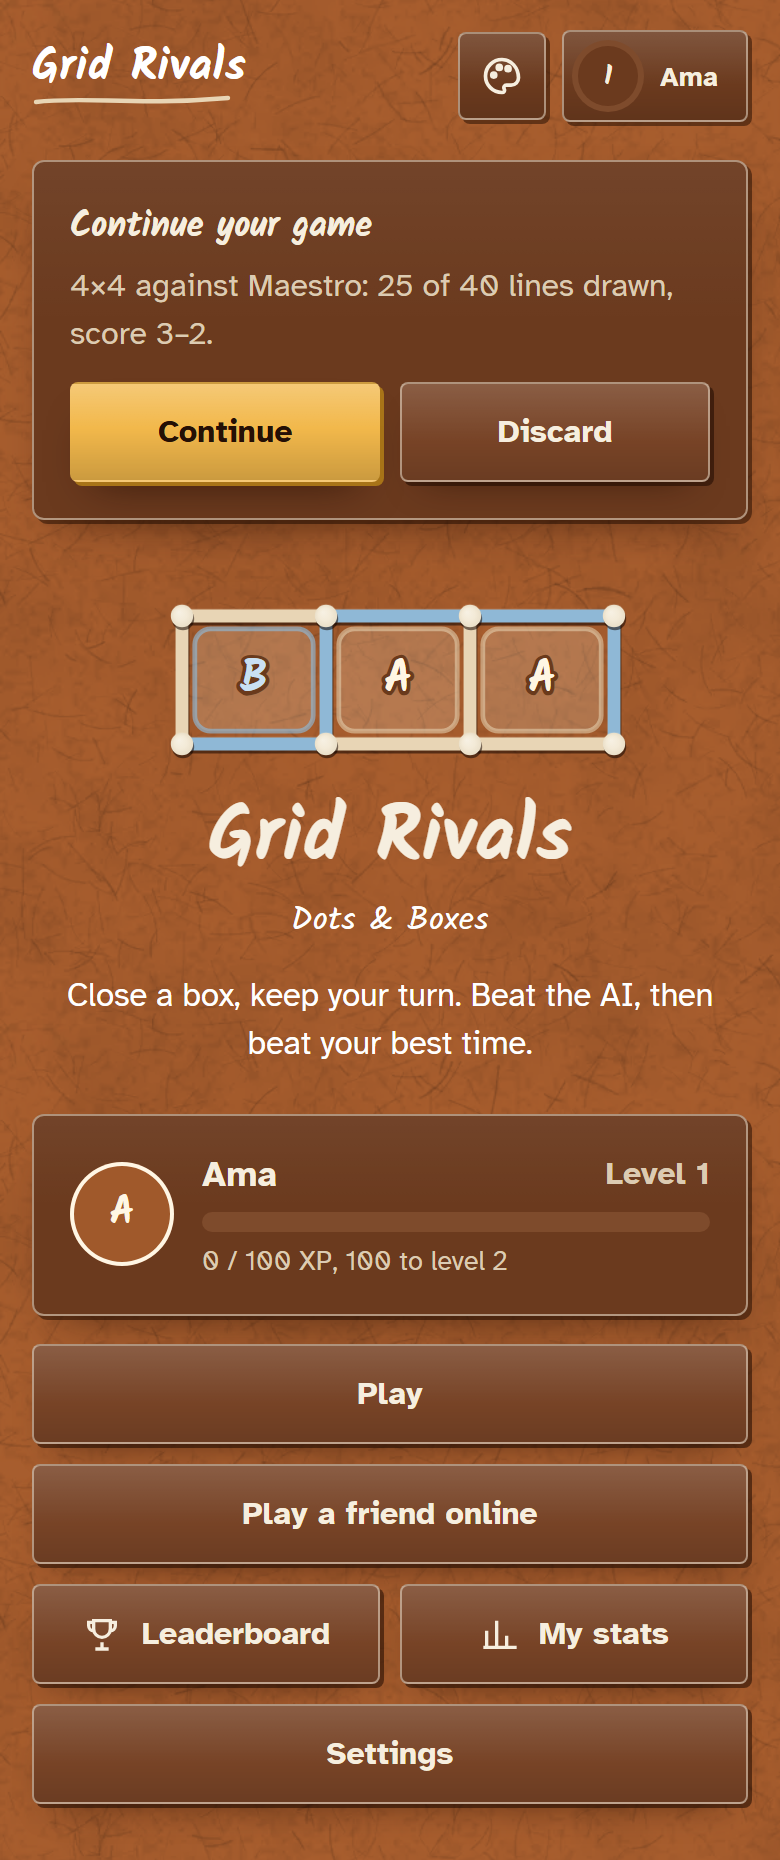 Grid Rivals
1
Ama
Continue your game
4×4 against Maestro: 25 of 40 lines drawn,
score 3–2.
Continue
Discard
B A A
Grid Rivals
Dots & Boxes
Close a box, keep your turn. Beat the AI, then
beat your best time.
A
Ama
Level 1
0 / 100 XP, 100 to level 2
Play
Play a friend online
Leaderboard
My stats
Settings